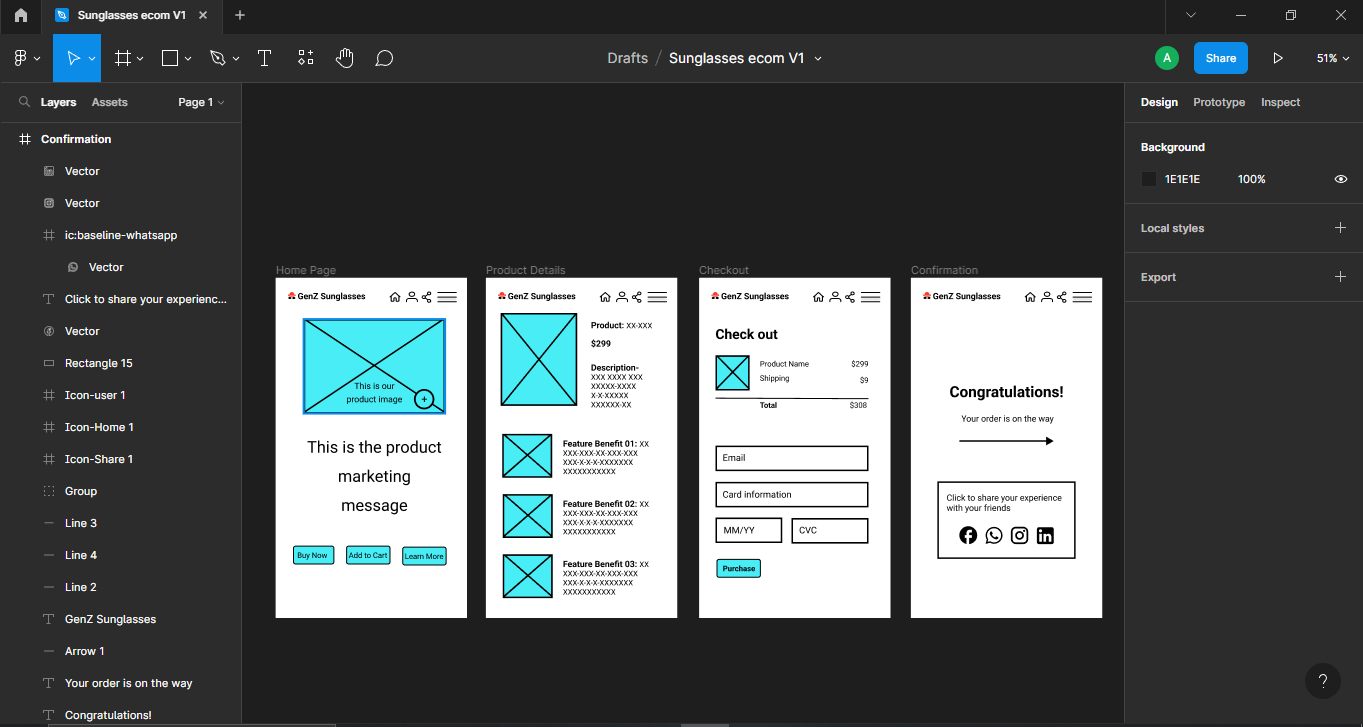 Sunglasses ecom V1
Drafts / Sunglasses ecom V1
A
Share
51%
Layers Assets Page 1
Confirmation
Vector
Vector
ic:baseline-whatsapp
Vector
Click to share your experienc...
Vector
Rectangle 15
Icon-user 1
Icon-Home 1
Icon-Share 1
Group
Line 3
Line 4
Line 2
GenZ Sunglasses
Arrow 1
Your order is on the way
Congratulations!
Home Page
GenZ Sunglasses
This is our
product image
+
This is the product
marketing
message
Buy Now
Add to Cart
Learn More
Product Details
GenZ Sunglasses
Product: XX-XXX
$299
Description-
XXX XXXX XXX
XXXXX-XXXX
X-X-XXXXX
XXXXXX-XX
Feature Benefit 01: XX
XXX-XXX-XX-XXX-XXX
XXX-X-X-X-XXXXXXX
XXXXXXXXXXX
Feature Benefit 02: XX
XXX-XXX-XX-XXX-XXX
XXX-X-X-X-XXXXXXX
XXXXXXXXXXX
Feature Benefit 03: XX
XXX-XXX-XX-XXX-XXX
XXX-X-X-X-XXXXXXX
XXXXXXXXXXX
Checkout
GenZ Sunglasses
Check out
Product Name $299
Shipping $9
Total $308
Email
Card information
MM/YY
CVC
Purchase
Confirmation
GenZ Sunglasses
Congratulations!
Your order is on the way
Click to share your experience
with your friends
Design Prototype Inspect
Background
1E1E1E 100%
Local styles
Export
?